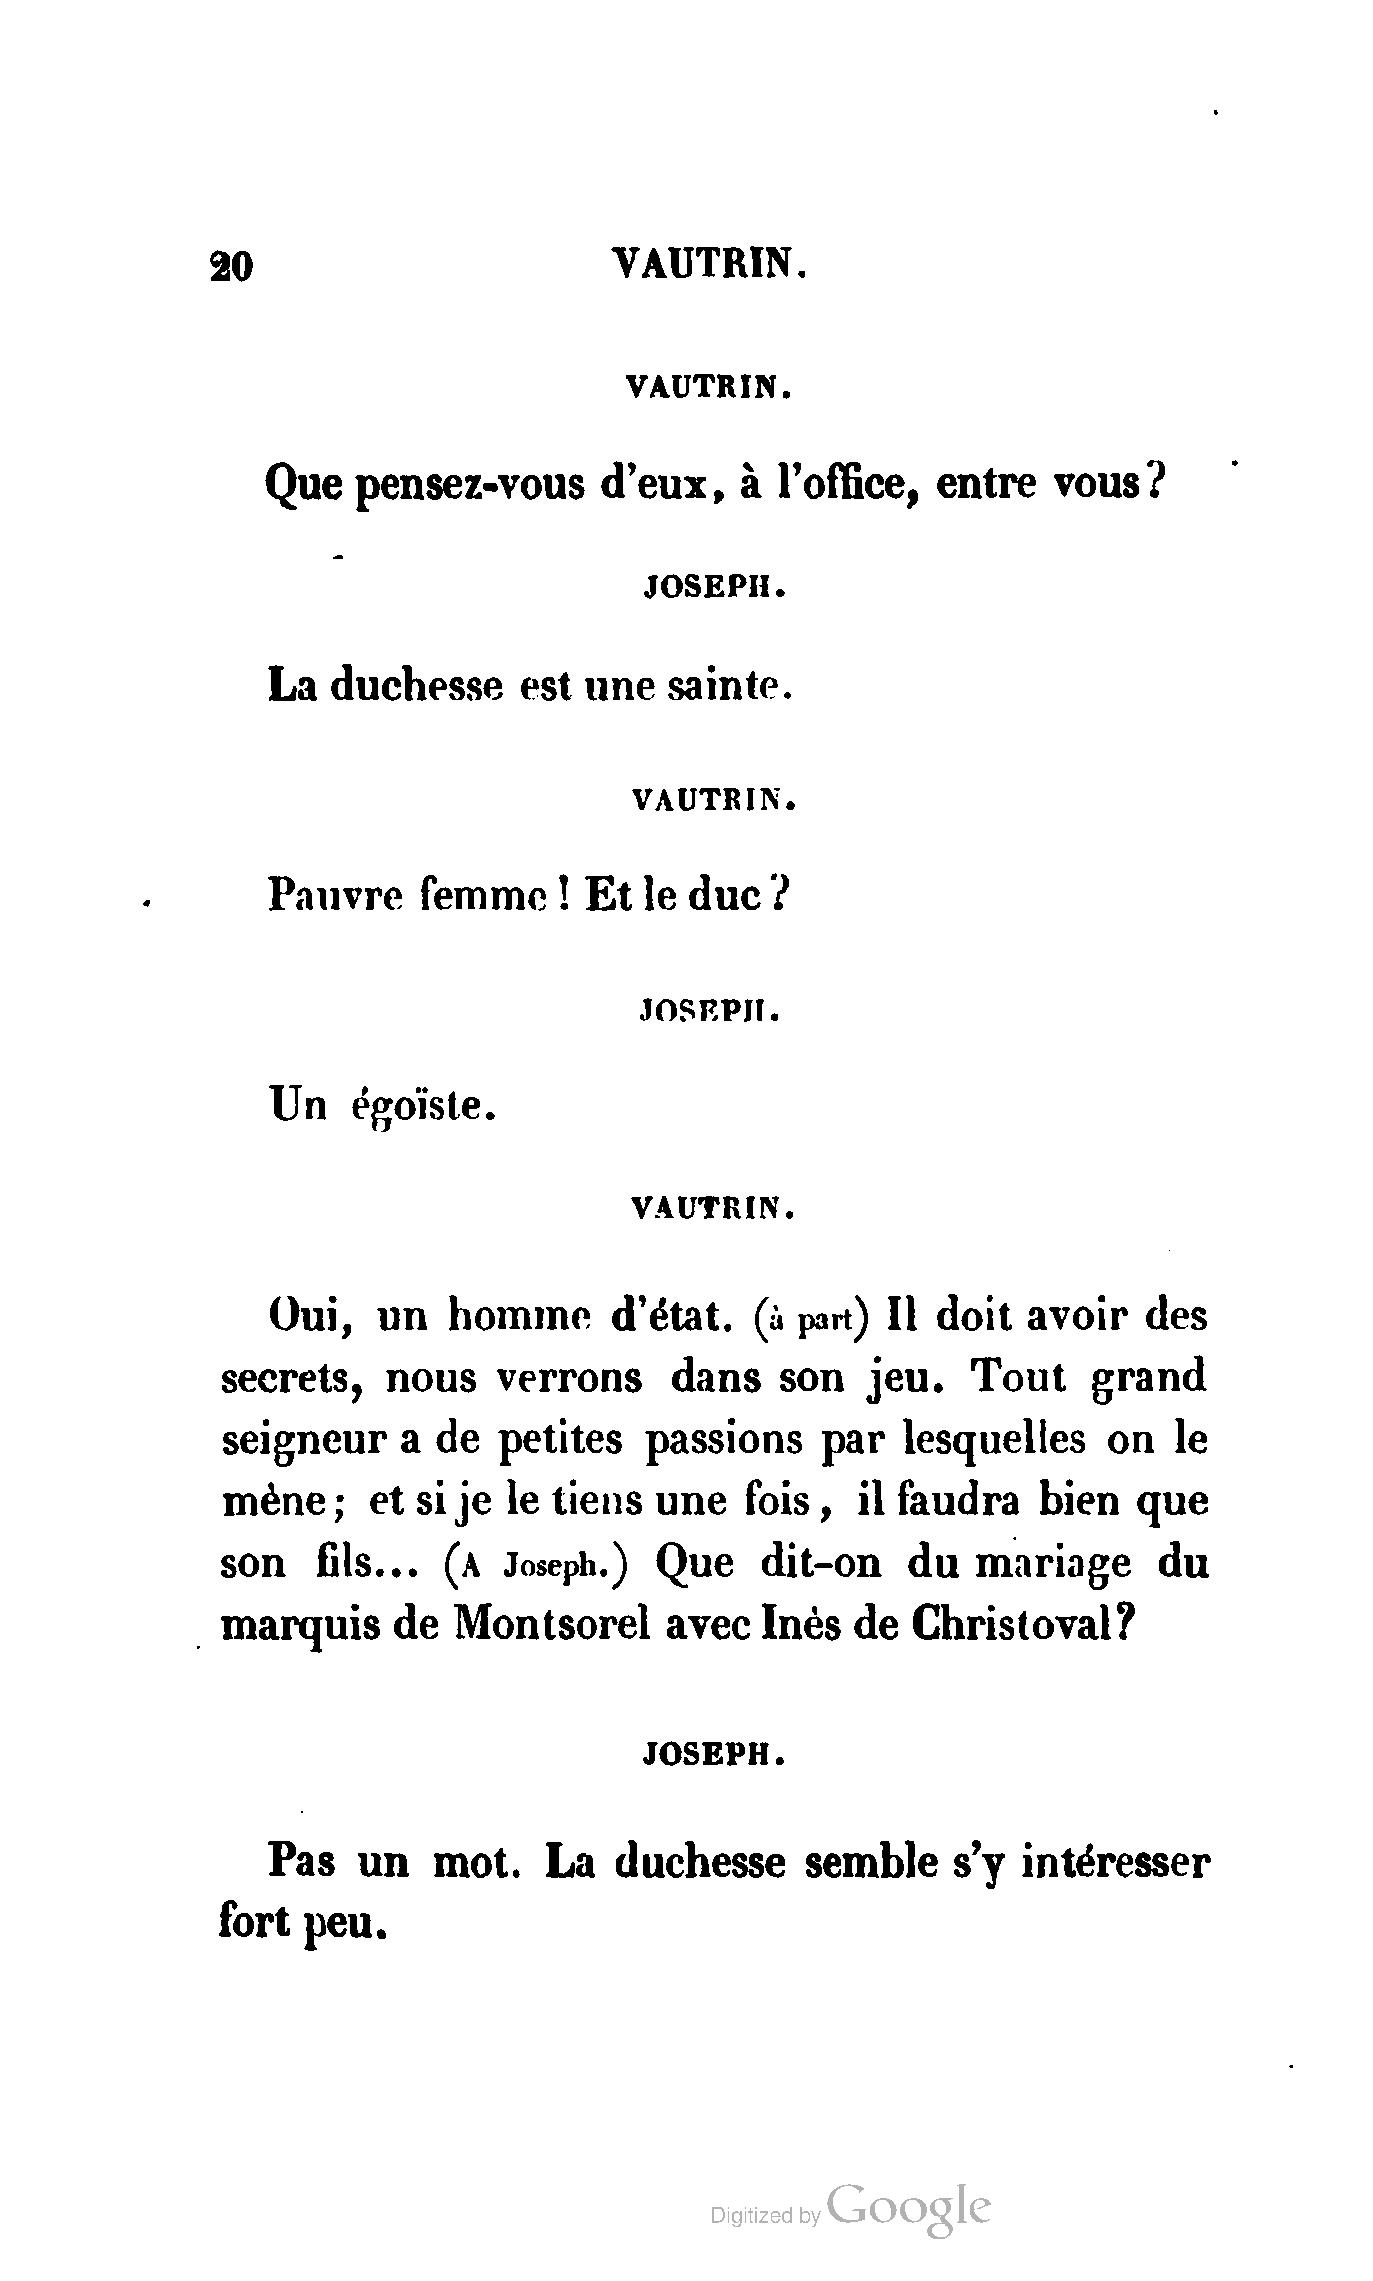 20 VAUTRIN.
VAUTRIN.
Que pensez-vous d'eux, à l'office, entre vous?
JOSEPH.
La duchesse est une sainte.
VAUTRIN.
Pauvre femme ! Et le duc ?
JOSEPH.
Un égoïste.
VAUTRIN.
Oui, un homme d'état. (à part) Il doit avoir des
secrets, nous verrons dans son jeu. Tout grand
seigneur a de petites passions par lesquelles on le
mène; et si je le tiens une fois, il faudra bien que
son fils... (A Joseph.) Que dit-on du mariage du
marquis de Montsorel avec Inès de Christoval?
JOSEPH.
Pas un mot. La duchesse semble s'y intéresser
fort peu.
Digitized by Google